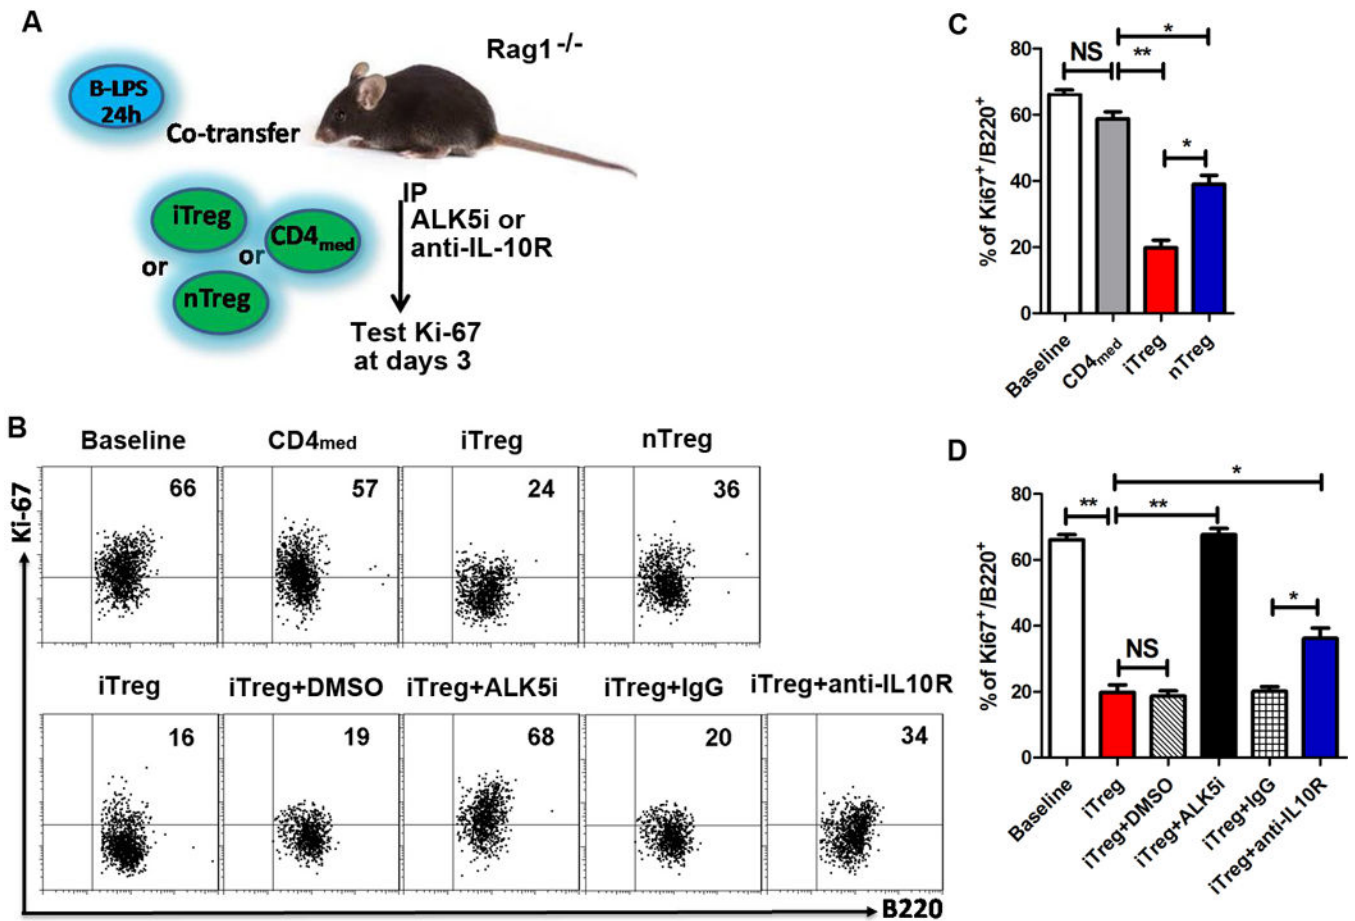 A
B-LPS
24h
Co-transfer
Rag1-/-
iTreg
or
or
CD4med
nTreg
IP
ALK5i or
anti-IL-10R
Test Ki-67
at days 3
C
% of Ki67+/B220+
80
60
40
20
0
NS
**
*
*
Baseline
CD4med
iTreg
nTreg
B
Baseline
CD4med
iTreg
nTreg
Ki-67
66
57
24
36
iTreg
iTreg+DMSO
iTreg+ALK5i
iTreg+IgG
iTreg+anti-IL10R
16
19
68
20
34
B220
D
% of Ki67+/B220+
80
60
40
20
0
**
**
*
NS
*
Baseline
iTreg
iTreg+DMSO
iTreg+ALK5i
iTreg+IgG
iTreg+anti-IL10R